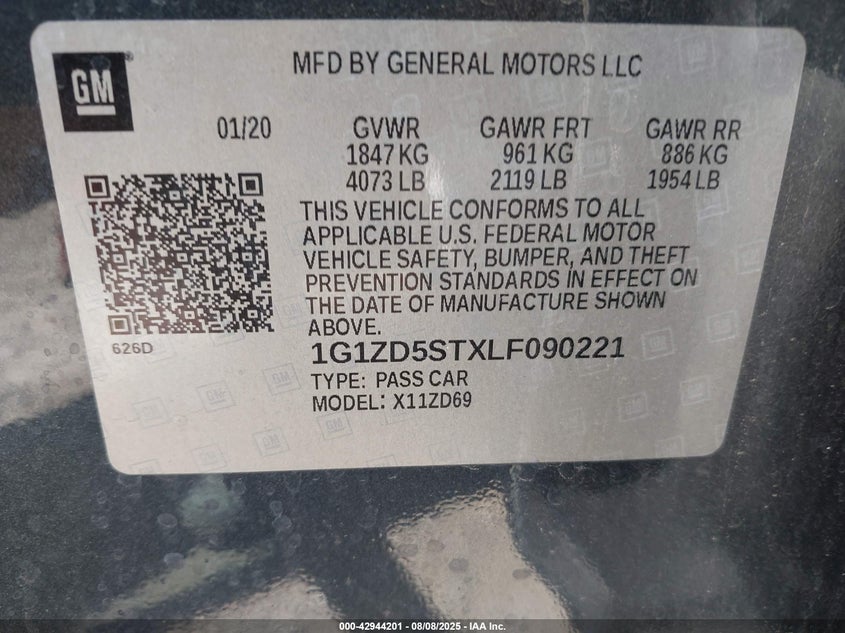 GM
MFD BY GENERAL MOTORS LLC
01/20 GVWR GAWR FRT GAWR RR
1847 KG 961 KG 886 KG
4073 LB 2119 LB 1954 LB
THIS VEHICLE CONFORMS TO ALL
APPLICABLE U.S. FEDERAL MOTOR
VEHICLE SAFETY, BUMPER, AND THEFT
PREVENTION STANDARDS IN EFFECT ON
THE DATE OF MANUFACTURE SHOWN
ABOVE.
626D
1G1ZD5STXLF090221
TYPE: PASS CAR
MODEL: X11ZD69
000-42944201 - 08/08/2025 - IAA Inc.